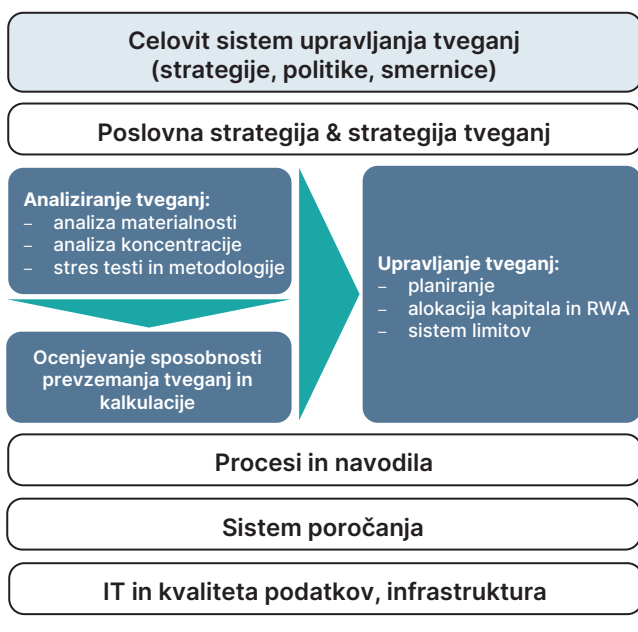 Celovit sistem upravljanja tveganj
(strategije, politike, smernice)
Poslovna strategija & strategija tveganj
Analiziranje tveganj:
– analiza materialnosti
– analiza koncentracije
– stres testi in metodologije
Ocenjevanje sposobnosti
prevzemanja tveganj in
kalkulacije
Upravljanje tveganj:
– planiranje
– alokacija kapitala in RWA
– sistem limitov
Procesi in navodila
Sistem poročanja
IT in kvaliteta podatkov, infrastruktura